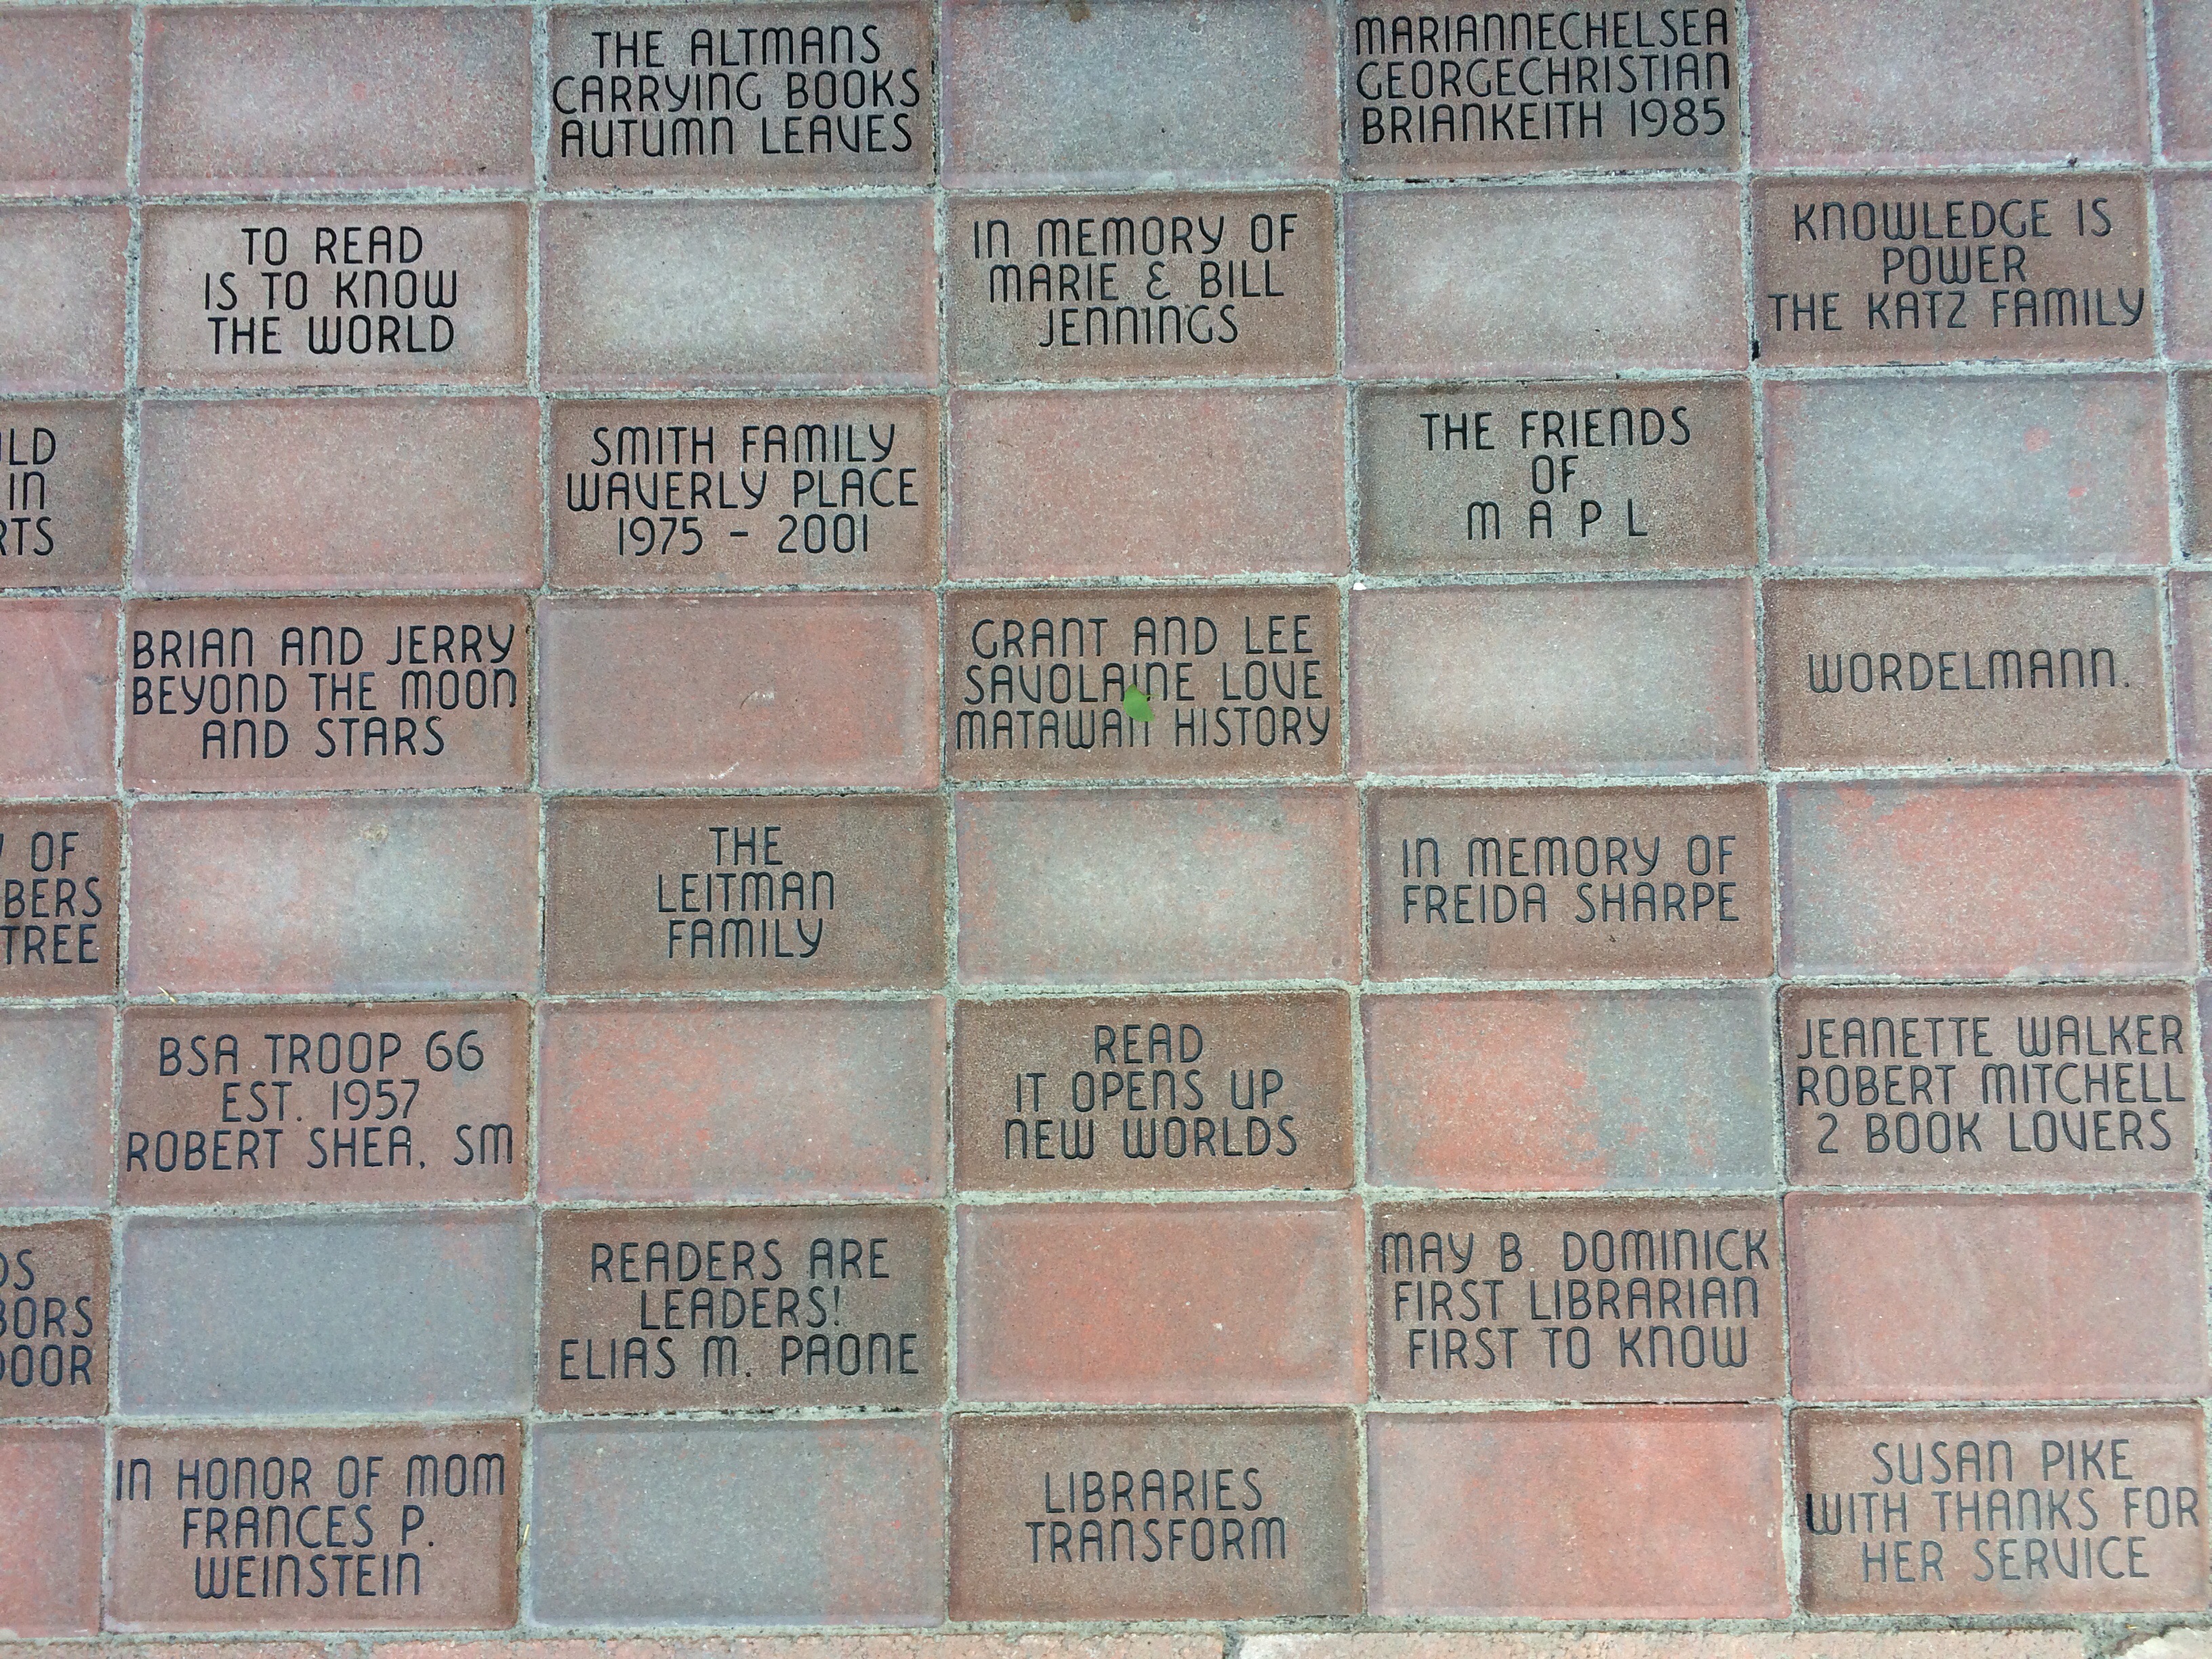 THE ALTMANS
CARRYING BOOKS
AUTUMN LEAVES
MARIANNECHELSEA
GEORGECHRISTIAN
BRIANKEITH 1985
TO READ
IS TO KNOW
THE WORLD
IN MEMORY OF
MARIE & BILL
JENNINGS
KNOWLEDGE IS
POWER
THE KATZ FAMILY
IN
SMITH FAMILY
WAVERLY PLACE
1975 - 2001
THE FRIENDS
OF
M A P L
BRIAN AND JERRY
BEYOND THE MOON
AND STARS
GRANT AND LEE
SAVOLAINE LOVE
MATAWAN HISTORY
WORDELMANN.
OF
TREE
THE
LEITMAN
FAMILY
IN MEMORY OF
FREIDA SHARPE
BSA TROOP 66
EST. 1957
ROBERT SHEA, SM
READ
IT OPENS UP
NEW WORLDS
JEANETTE WALKER
ROBERT MITCHELL
2 BOOK LOVERS
READERS ARE
LEADERS!
ELIAS M. PAONE
MAY B. DOMINICK
FIRST LIBRARIAN
FIRST TO KNOW
IN HONOR OF MOM
FRANCES P.
WEINSTEIN
LIBRARIES
TRANSFORM
SUSAN PIKE
WITH THANKS FOR
HER SERVICE